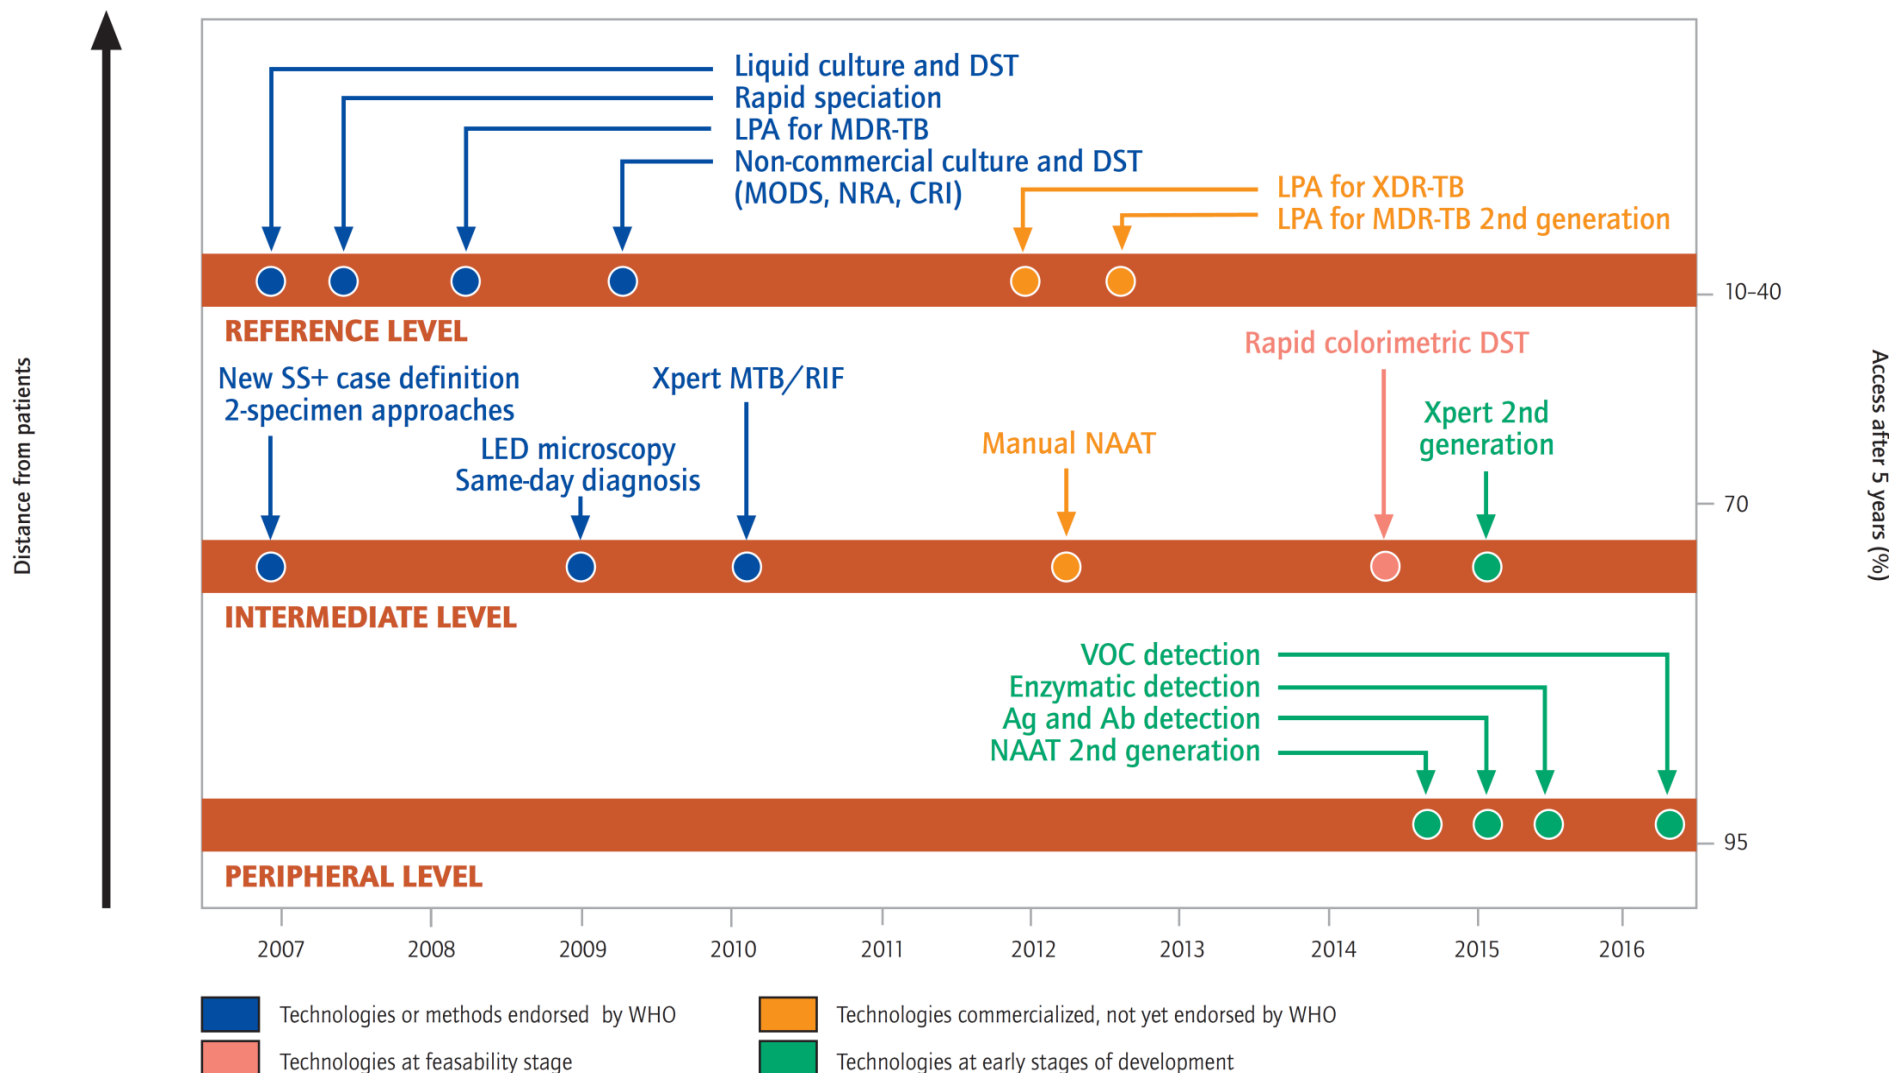 Liquid culture and DST
Rapid speciation
LPA for MDR-TB
Non-commercial culture and DST
(MODS, NRA, CRI)
LPA for XDR-TB
LPA for MDR-TB 2nd generation
10-40
REFERENCE LEVEL
Rapid colorimetric DST
New SS+ case definition
2-specimen approaches
Xpert MTB/RIF
Xpert 2nd
generation
LED microscopy
Same-day diagnosis
Manual NAAT
70
INTERMEDIATE LEVEL
VOC detection
Enzymatic detection
Ag and Ab detection
NAAT 2nd generation
95
PERIPHERAL LEVEL
Distance from patients
Access after 5 years (%)
2007 2008 2009 2010 2011 2012 2013 2014 2015 2016
Technologies or methods endorsed by WHO
Technologies commercialized, not yet endorsed by WHO
Technologies at feasability stage
Technologies at early stages of development